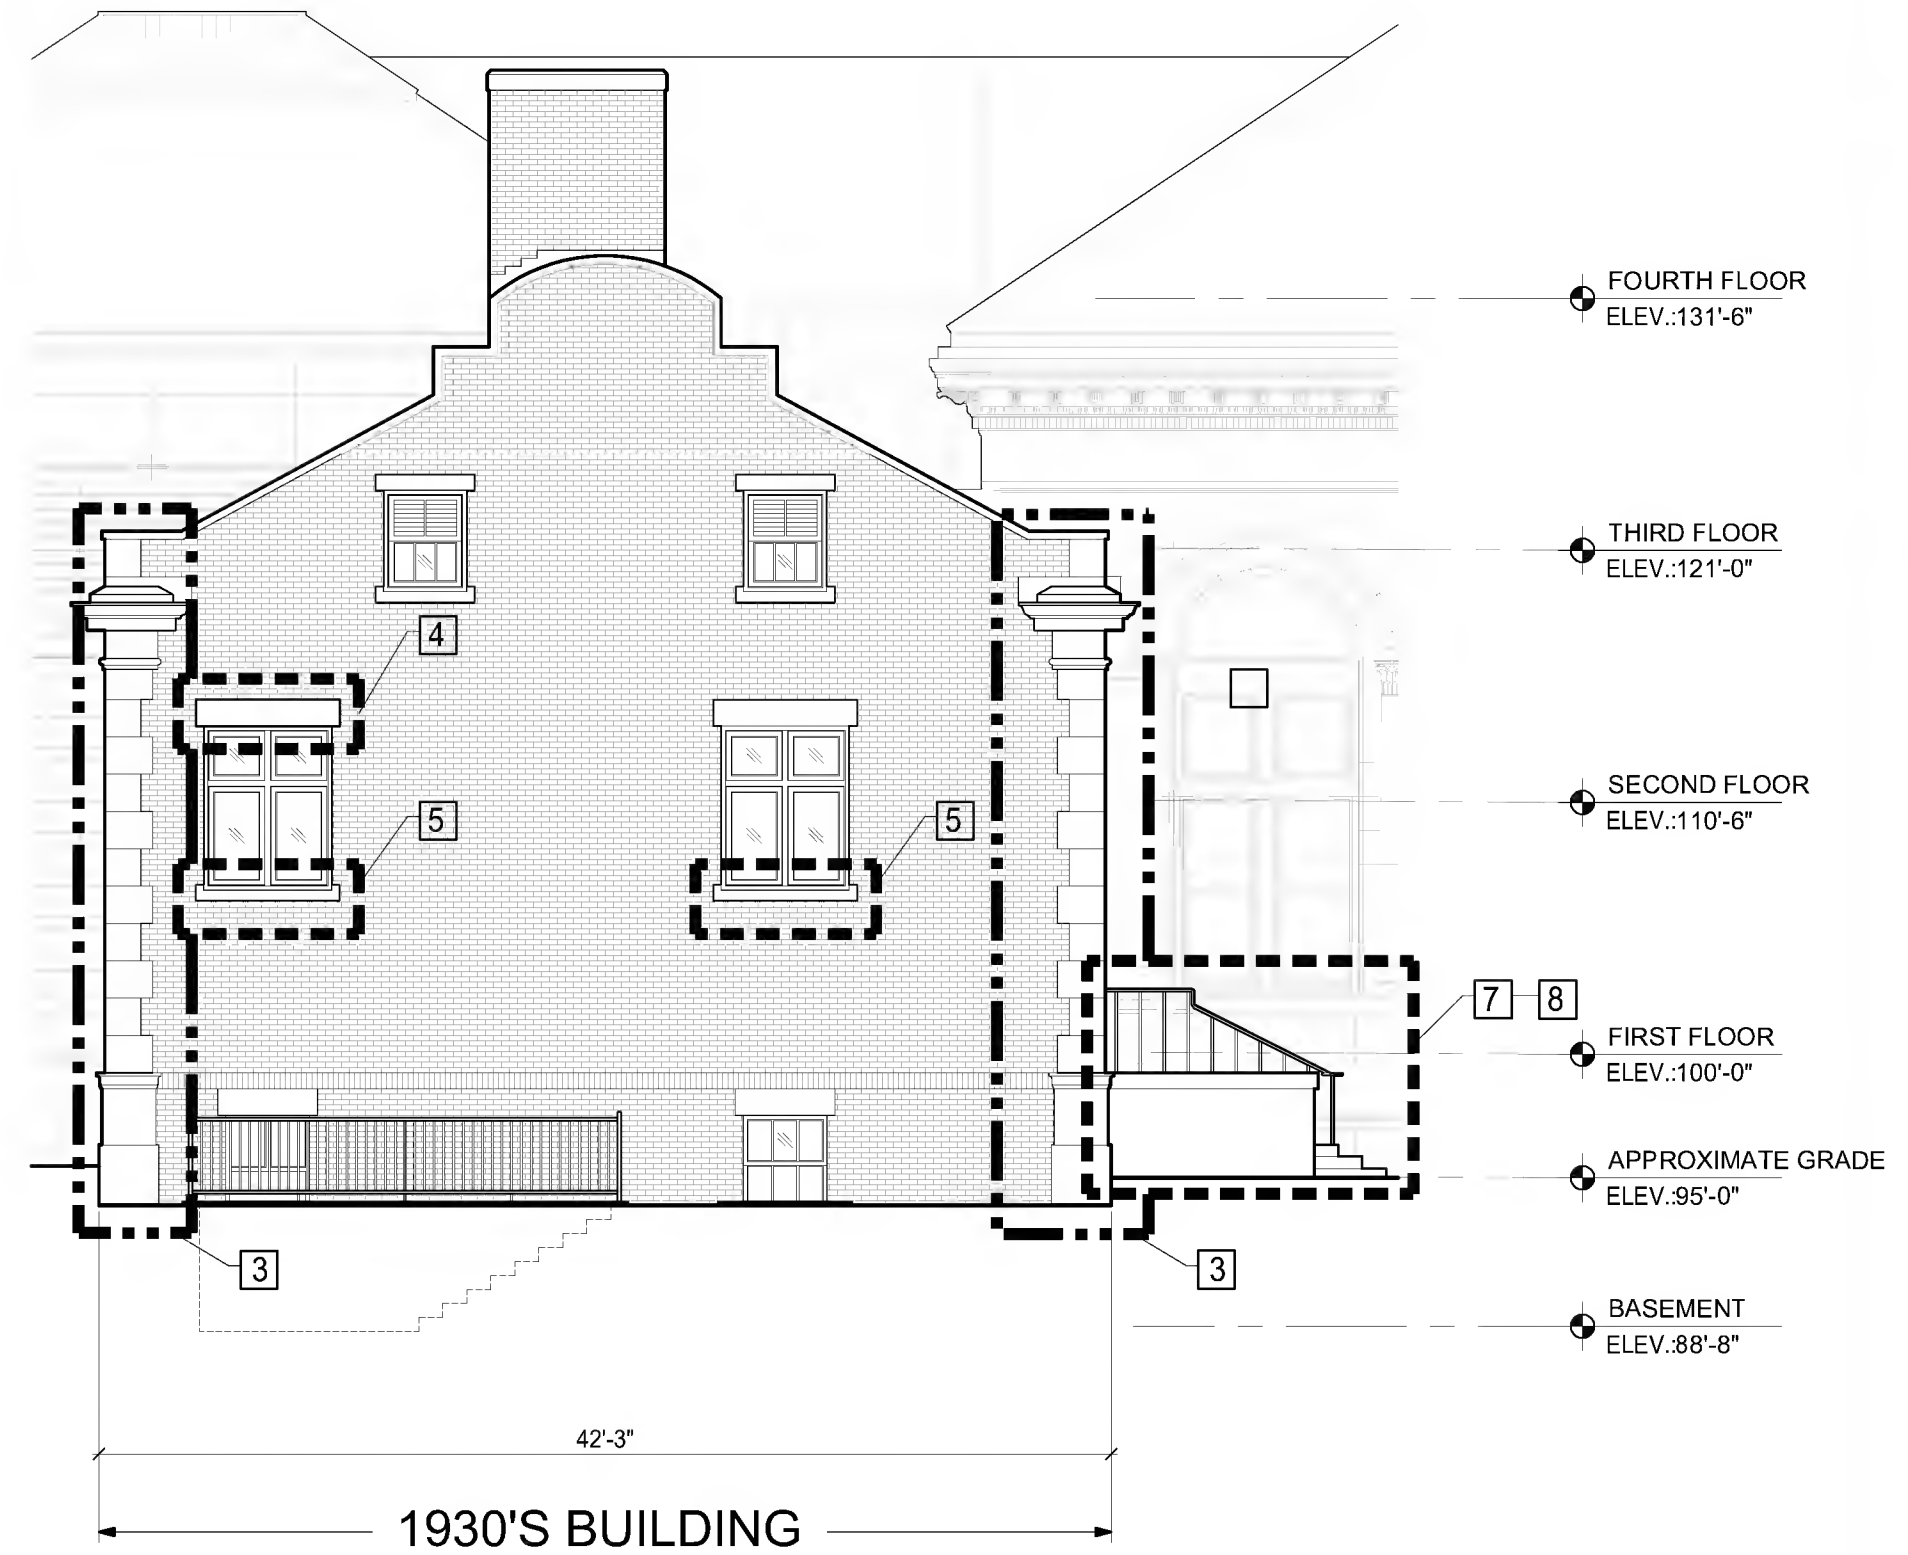 FOURTH FLOOR
ELEV.:131'-6"
THIRD FLOOR
ELEV.:121'-0"
4
SECOND FLOOR
ELEV.:110'-6"
5
5
7
8
FIRST FLOOR
ELEV.:100'-0"
APPROXIMATE GRADE
ELEV.:95'-0"
3
3
BASEMENT
ELEV.:88'-8"
42'-3"
1930'S BUILDING